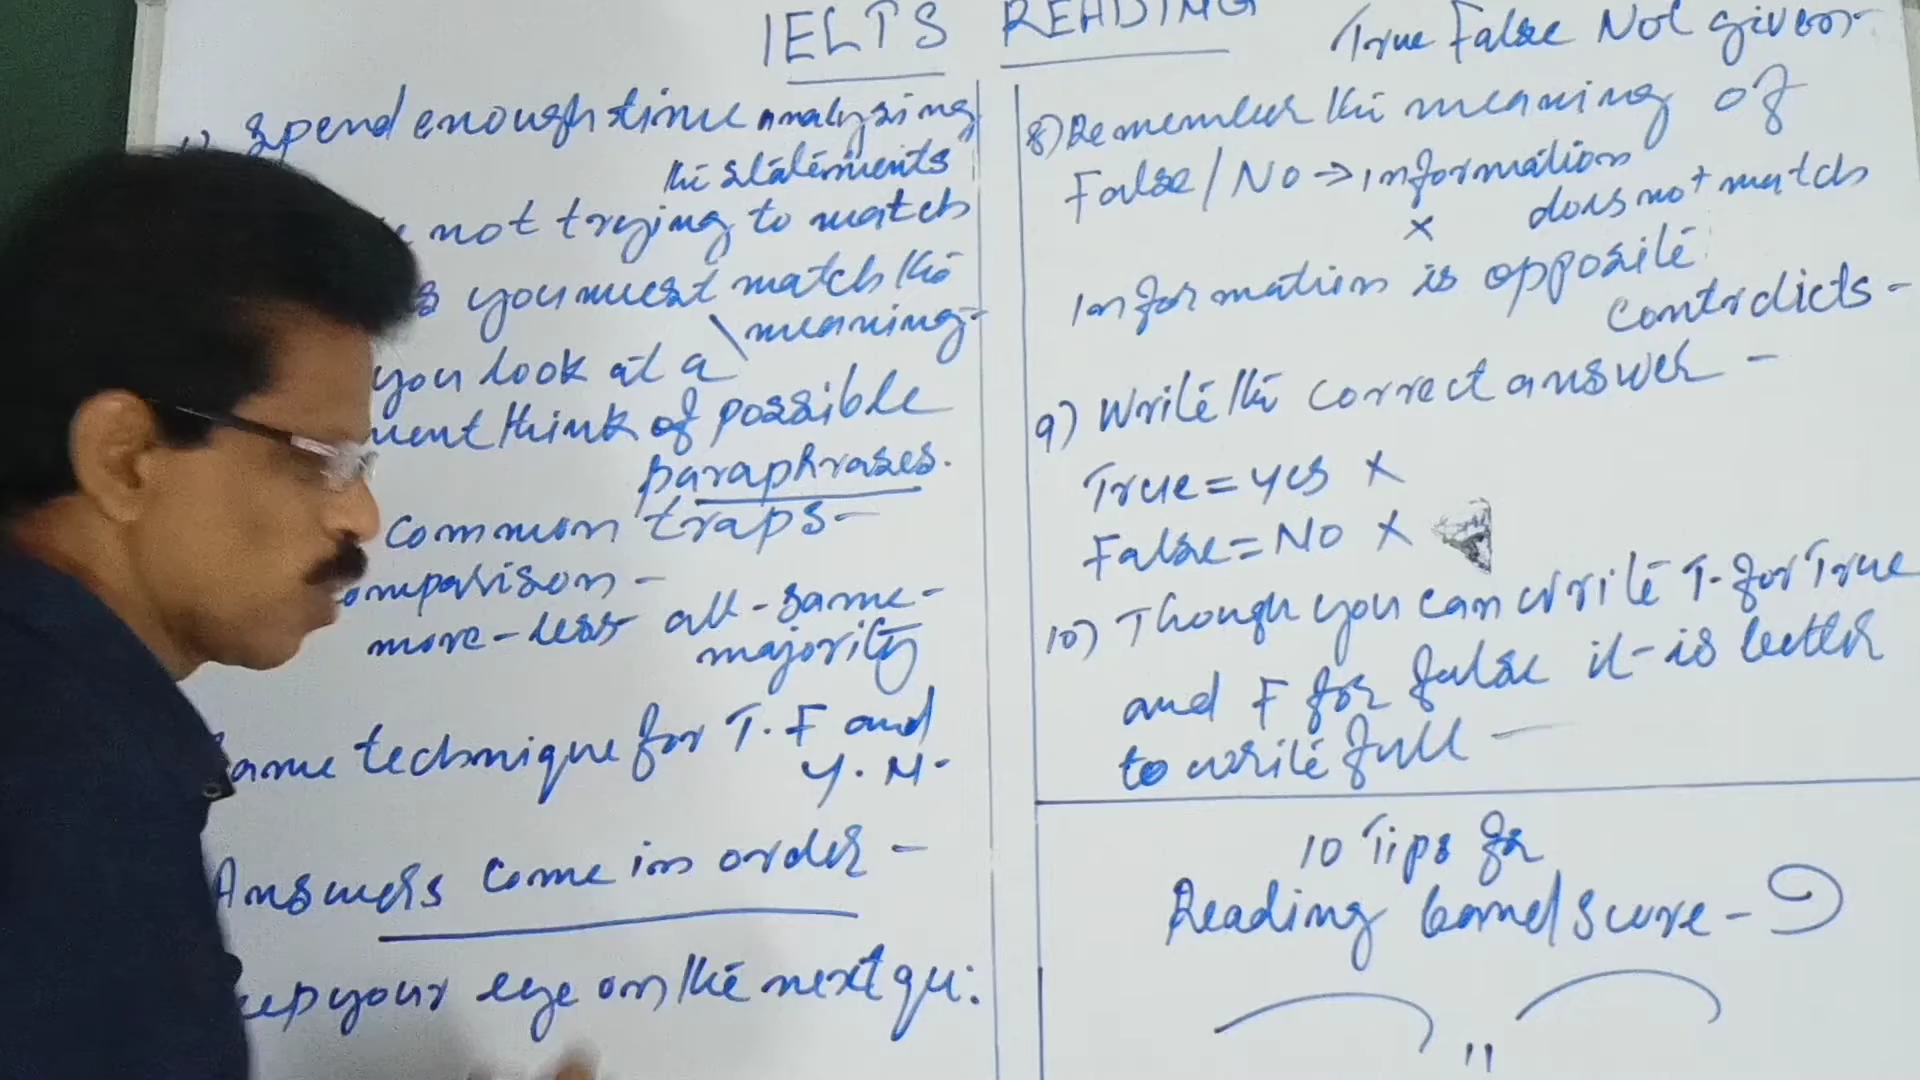 IELTS READING
True False Not given
1) Spend enough time analysing
the statements
not trying to match
you must match the
meaning-
you look at a
think of possible
paraphrases.
common traps-
comparison-
more-less all-same-
majority
same technique for T.F and
Y.N-
Answers come in order-
your eye on the next qu:
8) Remember the meaning of
False/No → information
x does not match
Information is opposite
contrdicts-
9) Write the correct answer-
True = yes x
False = No x
10) Though you can write T-for True
and F for false it-is better
to write full-
10 Tips for
Reading band score-9